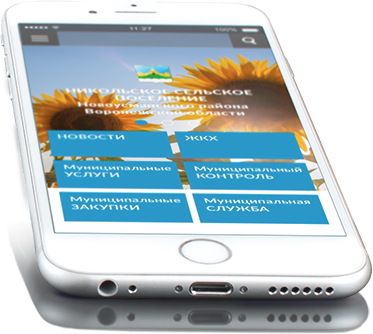 11:27
100%
НИКОЛЬСКОЕ СЕЛЬСКОЕ
ПОСЕЛЕНИЕ
Новоусманского района
Воронежской области
НОВОСТИ
ЖКХ
Муниципальные
УСЛУГИ
Муниципальный
КОНТРОЛЬ
Муниципальные
ЗАКУПКИ
Муниципальная
СЛУЖБА